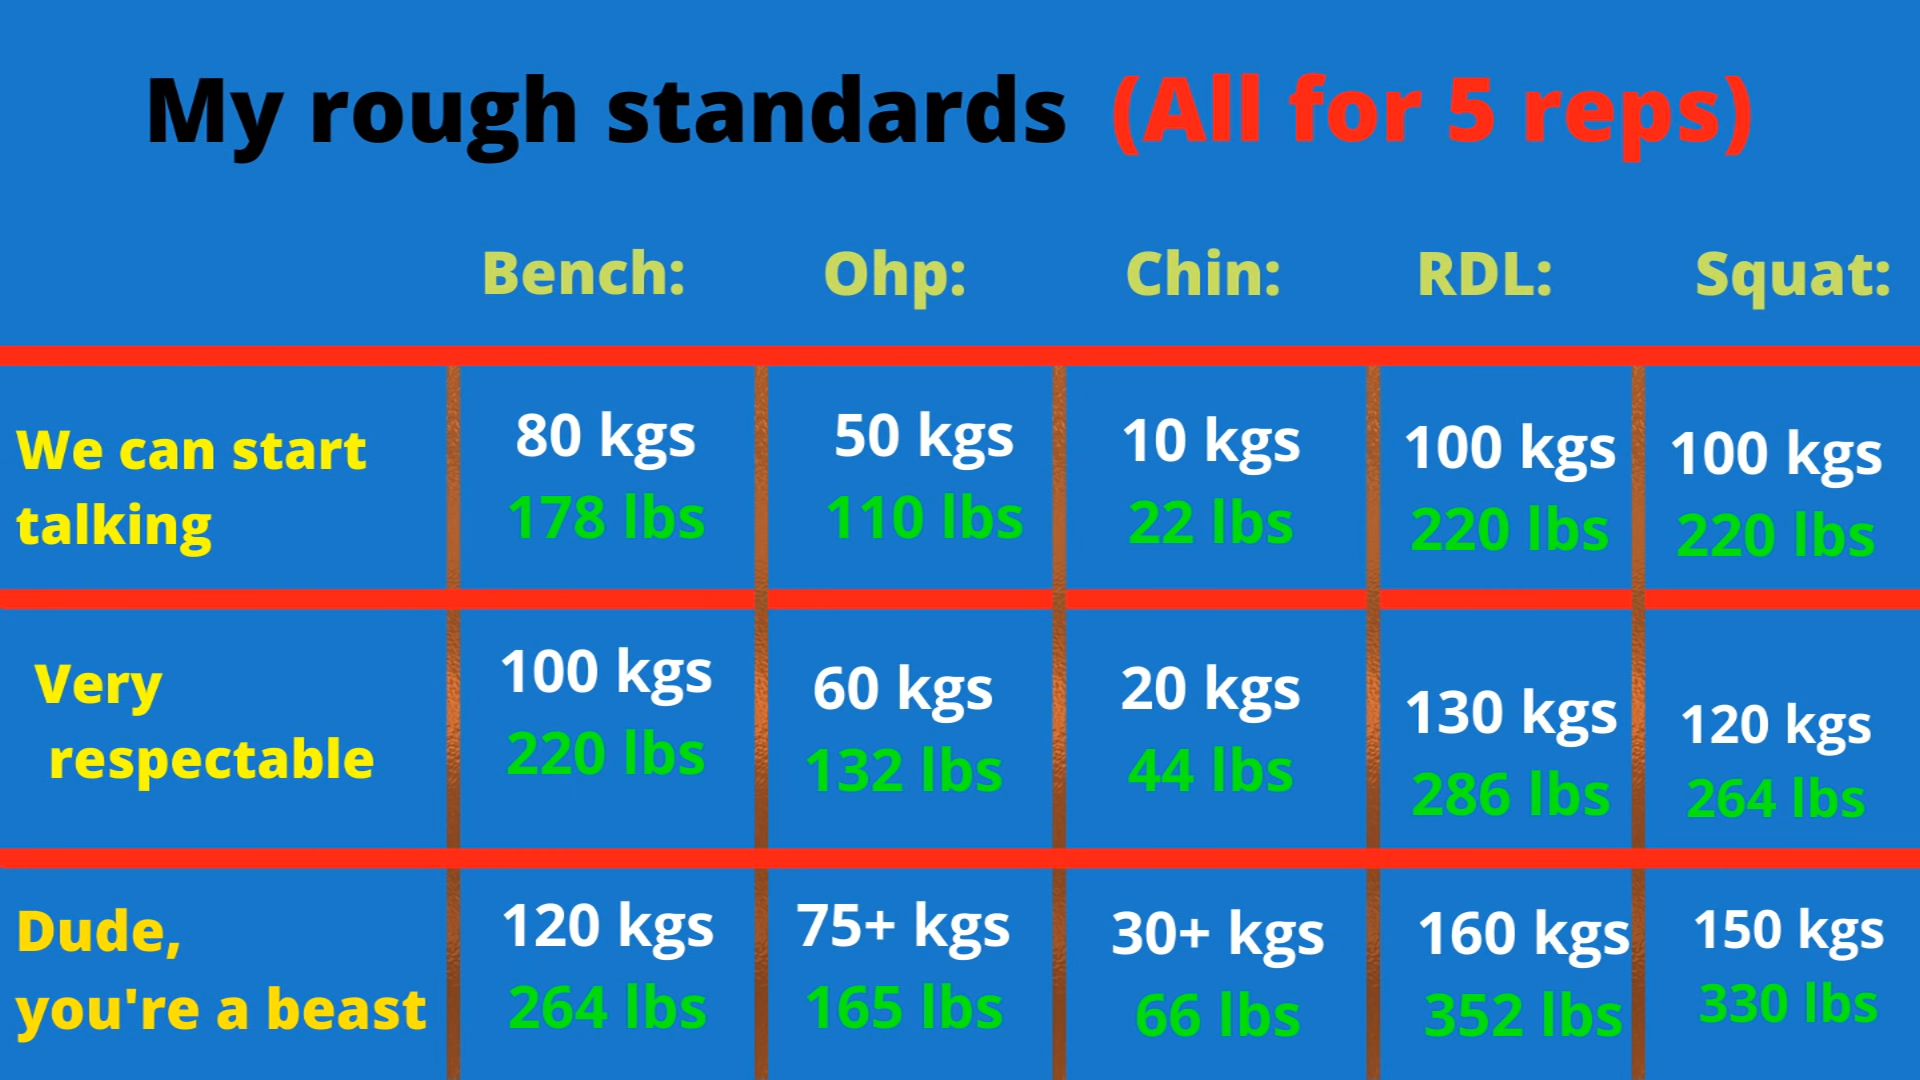 My rough standards (All for 5 reps)
Bench: Ohp: Chin: RDL: Squat:
We can start
talking
80 kgs
178 lbs
50 kgs
110 lbs
10 kgs
22 lbs
100 kgs
220 lbs
100 kgs
220 lbs
Very
respectable
100 kgs
220 lbs
60 kgs
132 lbs
20 kgs
44 lbs
130 kgs
286 lbs
120 kgs
264 lbs
Dude,
you're a beast
120 kgs
264 lbs
75+ kgs
165 lbs
30+ kgs
66 lbs
160 kgs
352 lbs
150 kgs
330 lbs